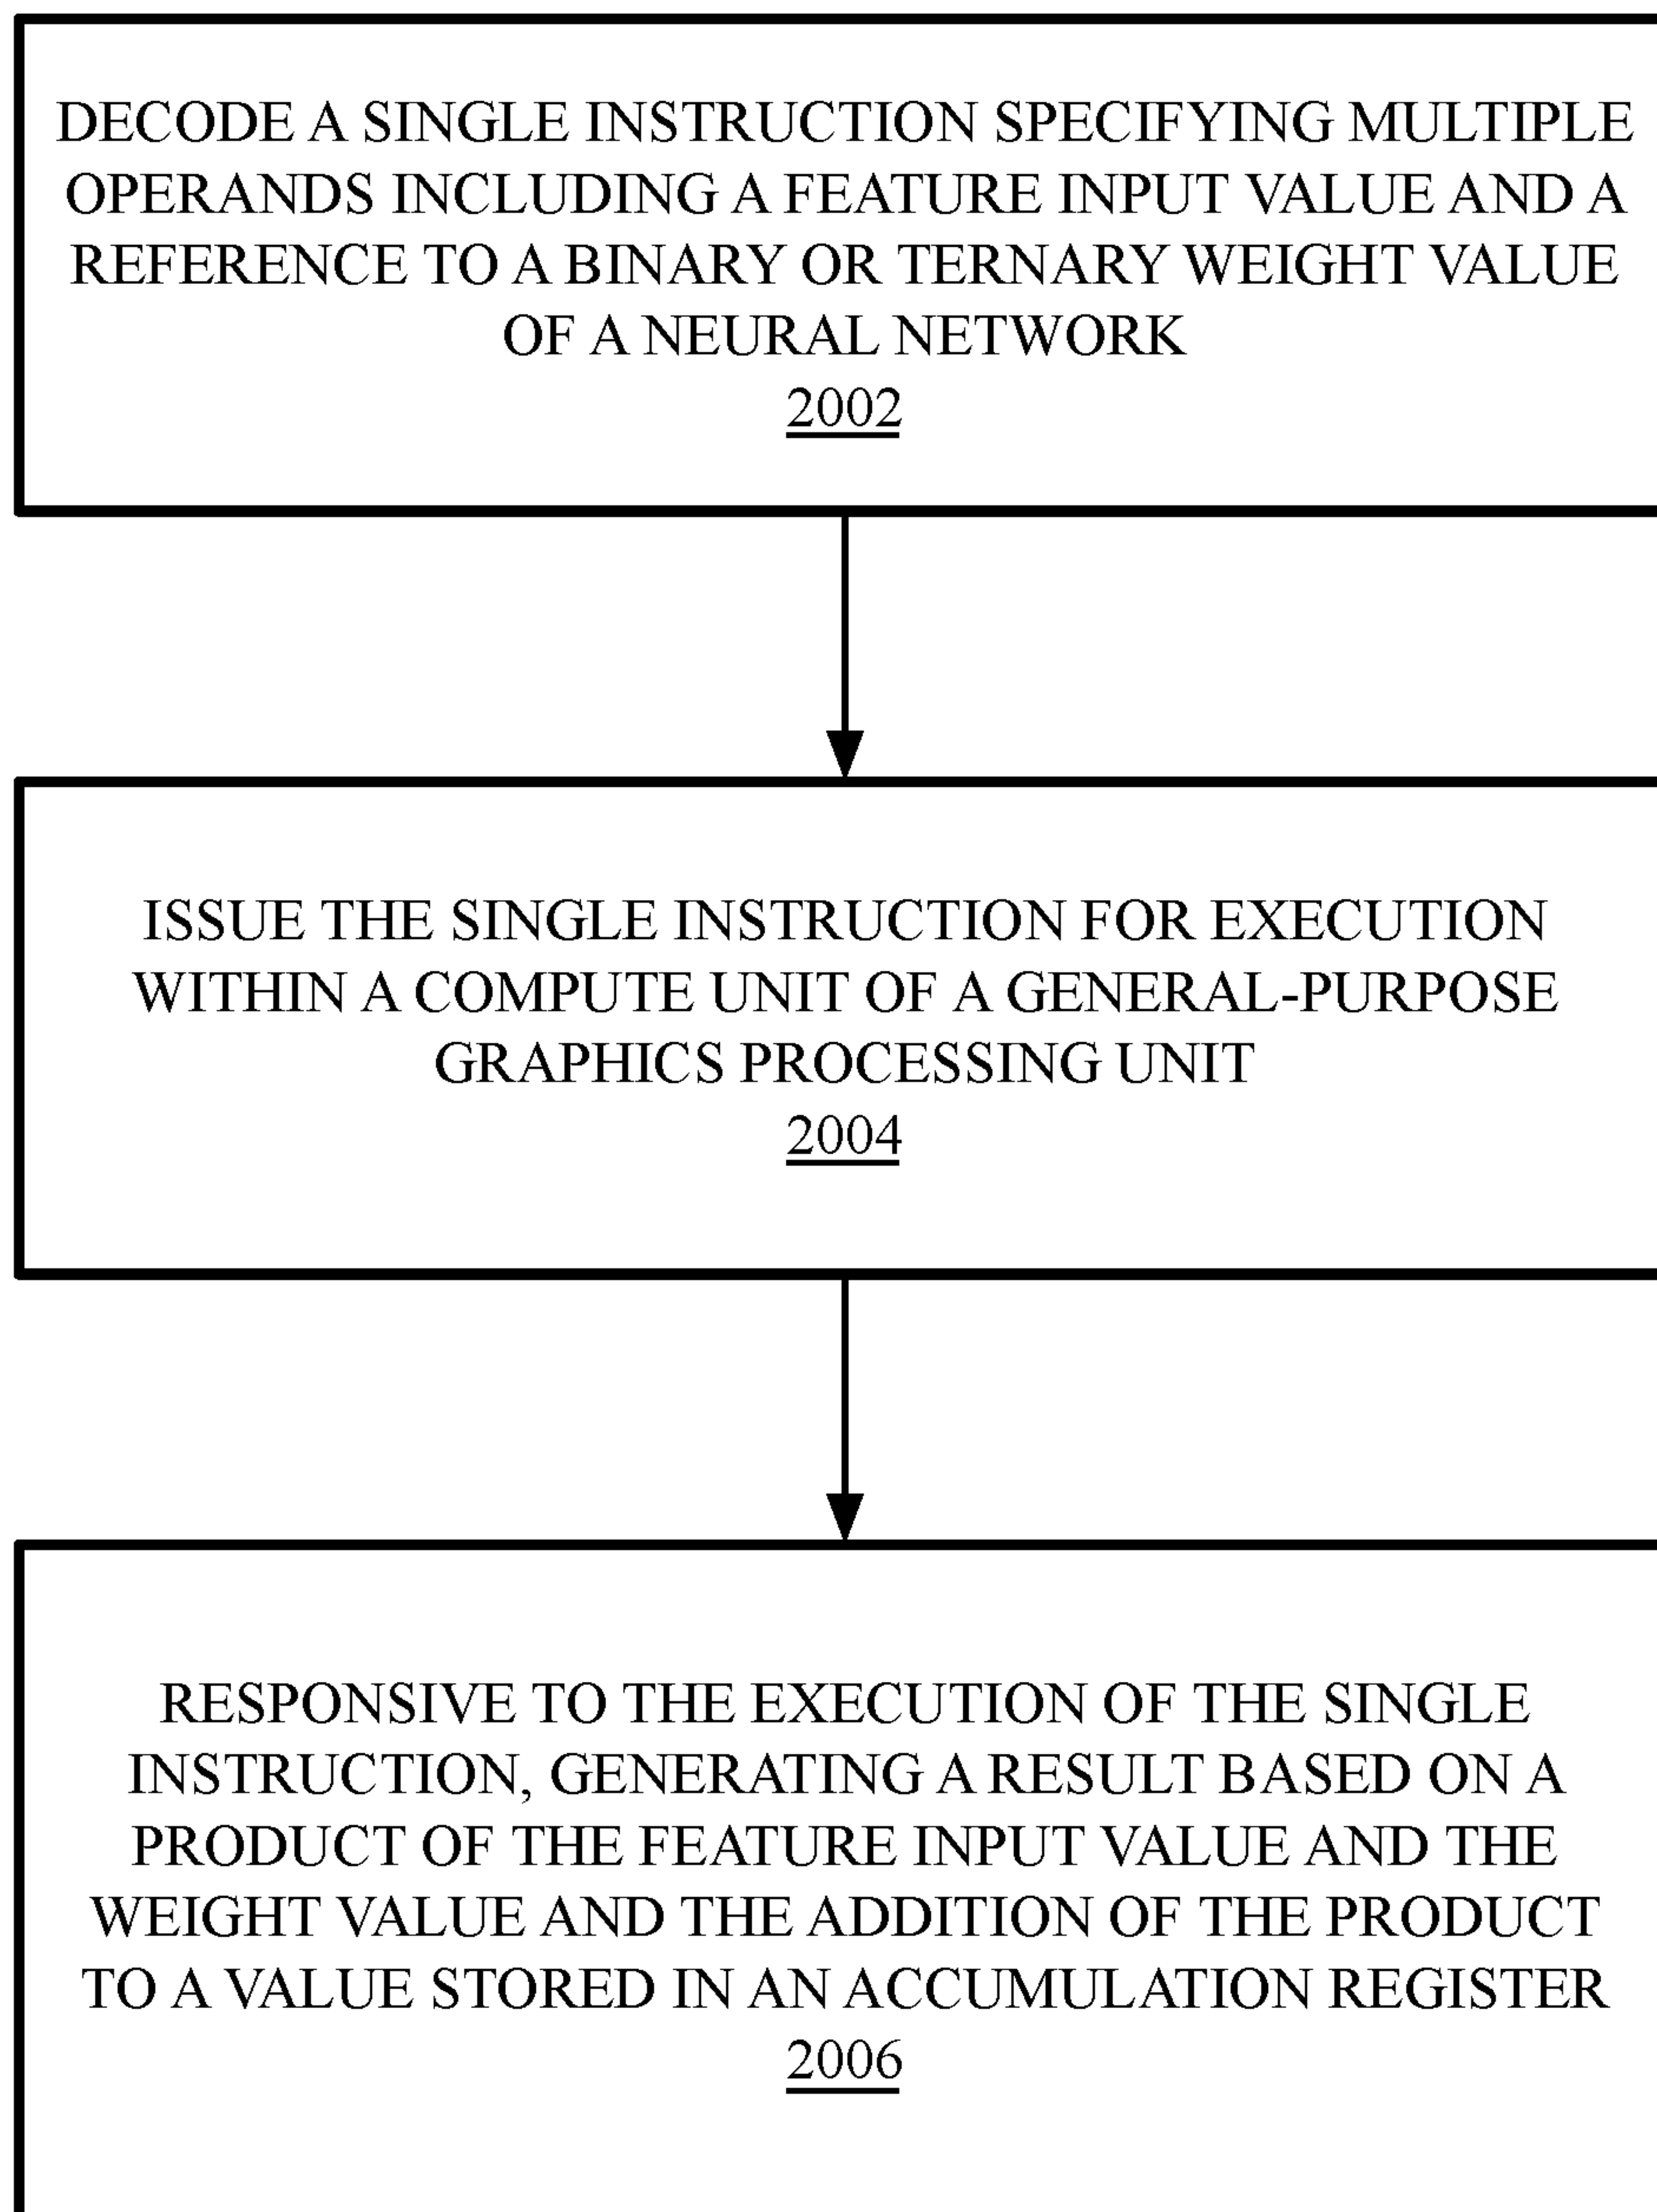 DECODE A SINGLE INSTRUCTION SPECIFYING MULTIPLE
OPERANDS INCLUDING A FEATURE INPUT VALUE AND A
REFERENCE TO A BINARY OR TERNARY WEIGHT VALUE
OF A NEURAL NETWORK
2002
ISSUE THE SINGLE INSTRUCTION FOR EXECUTION
WITHIN A COMPUTE UNIT OF A GENERAL-PURPOSE
GRAPHICS PROCESSING UNIT
2004
RESPONSIVE TO THE EXECUTION OF THE SINGLE
INSTRUCTION, GENERATING A RESULT BASED ON A
PRODUCT OF THE FEATURE INPUT VALUE AND THE
WEIGHT VALUE AND THE ADDITION OF THE PRODUCT
TO A VALUE STORED IN AN ACCUMULATION REGISTER
2006